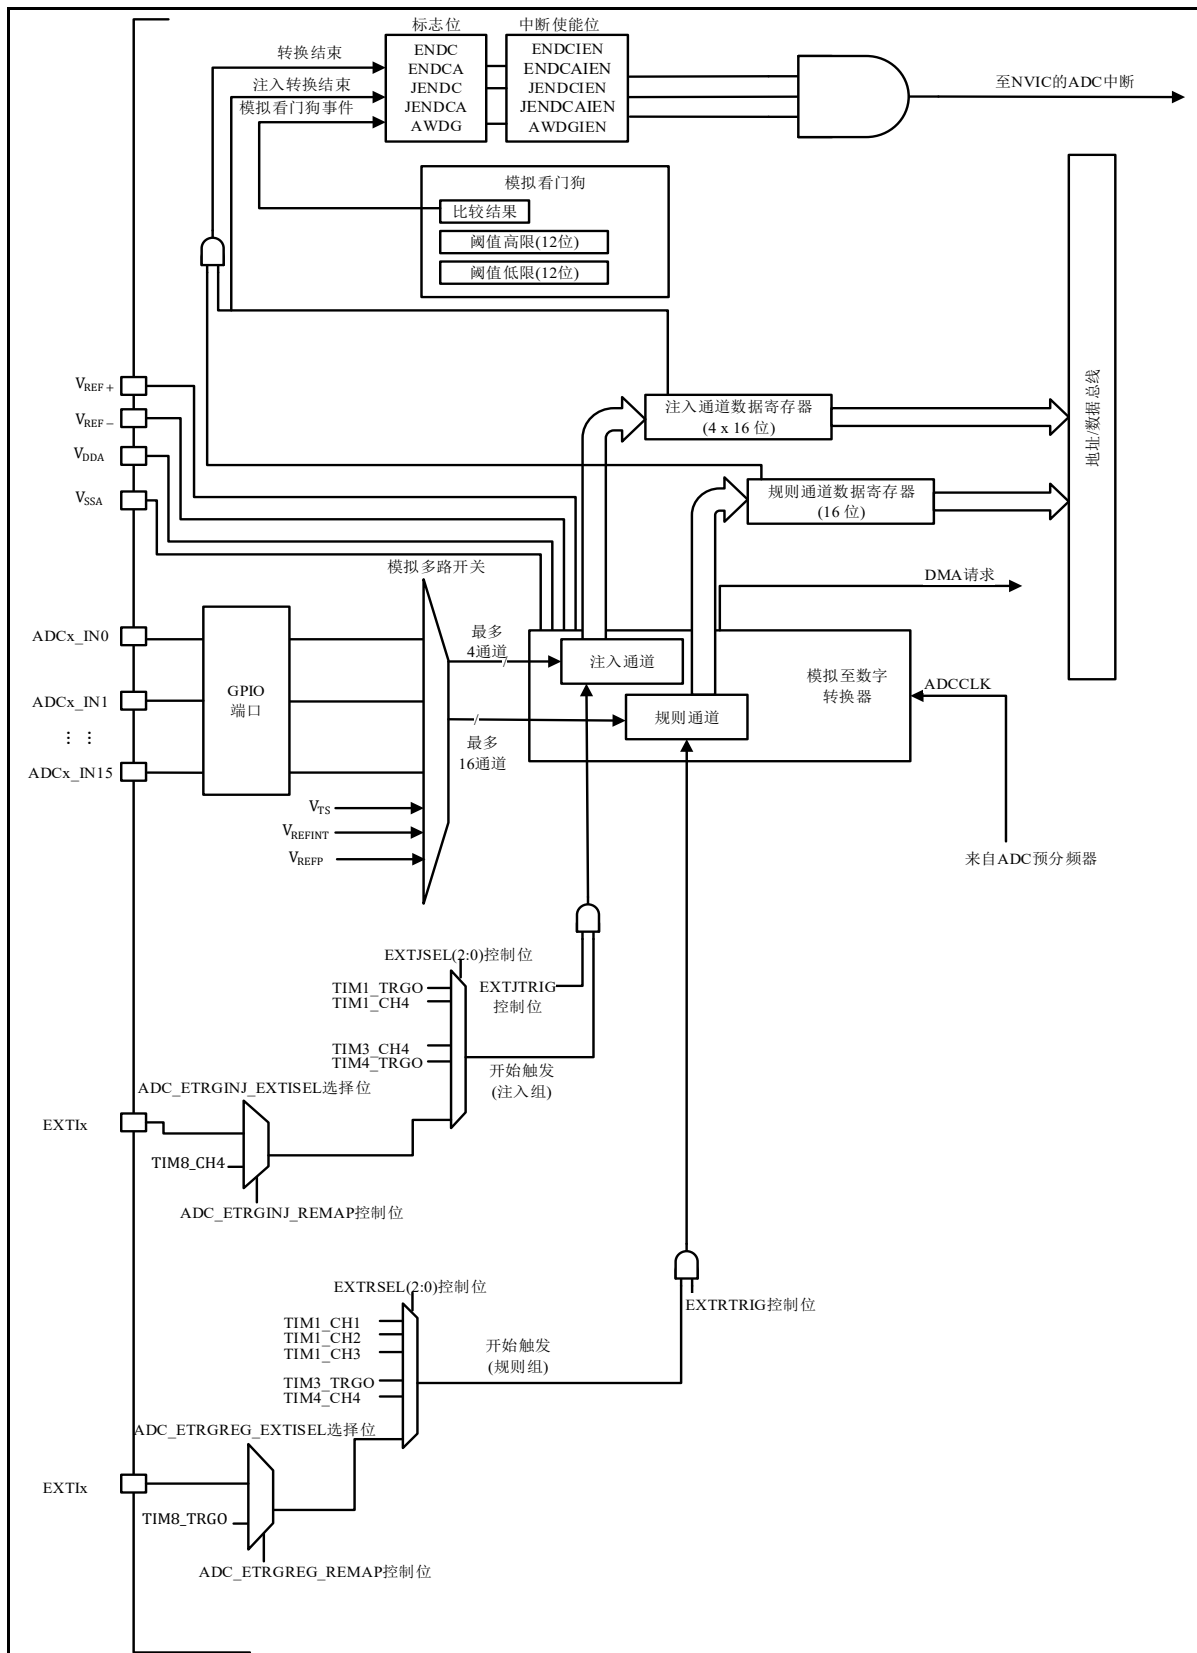 标志位
中断使能位
转换结束
注入转换结束
模拟看门狗事件
ENDC
ENDCA
JENDC
JENDCA
AWDG
ENDCIEN
ENDCAIEN
JENDCIEN
JENDCAIEN
AWDGIEN
至NVIC的ADC中断
模拟看门狗
比较结果
阈值高限(12位)
阈值低限(12位)
地址/数据总线
VREF+
VREF−
VDDA
VSSA
注入通道数据寄存器
(4 x 16 位)
规则通道数据寄存器
(16 位)
DMA请求
模拟多路开关
ADCx_IN0
ADCx_IN1
⋮ ⋮
ADCx_IN15
GPIO
端口
最多
4通道
注入通道
规则通道
最多
16通道
模拟至数字
转换器
ADCCLK
来自ADC预分频器
VTS
VREFINT
VREFP
EXTJSEL(2:0)控制位
TIM1_TRGO
TIM1_CH4
TIM3_CH4
TIM4_TRGO
EXTJTRIG
控制位
开始触发
(注入组)
ADC_ETRGINJ_EXTISEL选择位
EXTIx
TIM8_CH4
ADC_ETRGINJ_REMAP控制位
EXTRSEL(2:0)控制位
EXTRTRIG控制位
TIM1_CH1
TIM1_CH2
TIM1_CH3
TIM3_TRGO
TIM4_CH4
开始触发
(规则组)
ADC_ETRGREG_EXTISEL选择位
EXTIx
TIM8_TRGO
ADC_ETRGREG_REMAP控制位